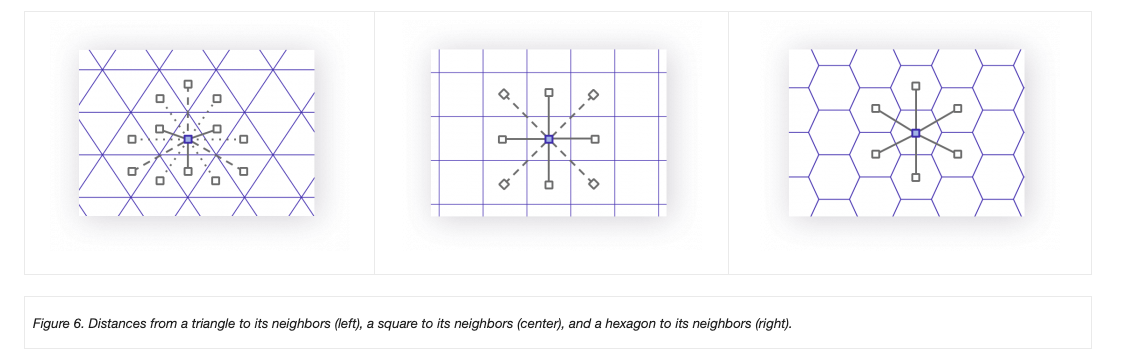 Figure 6. Distances from a triangle to its neighbors (left), a square to its neighbors (center), and a hexagon to its neighbors (right).